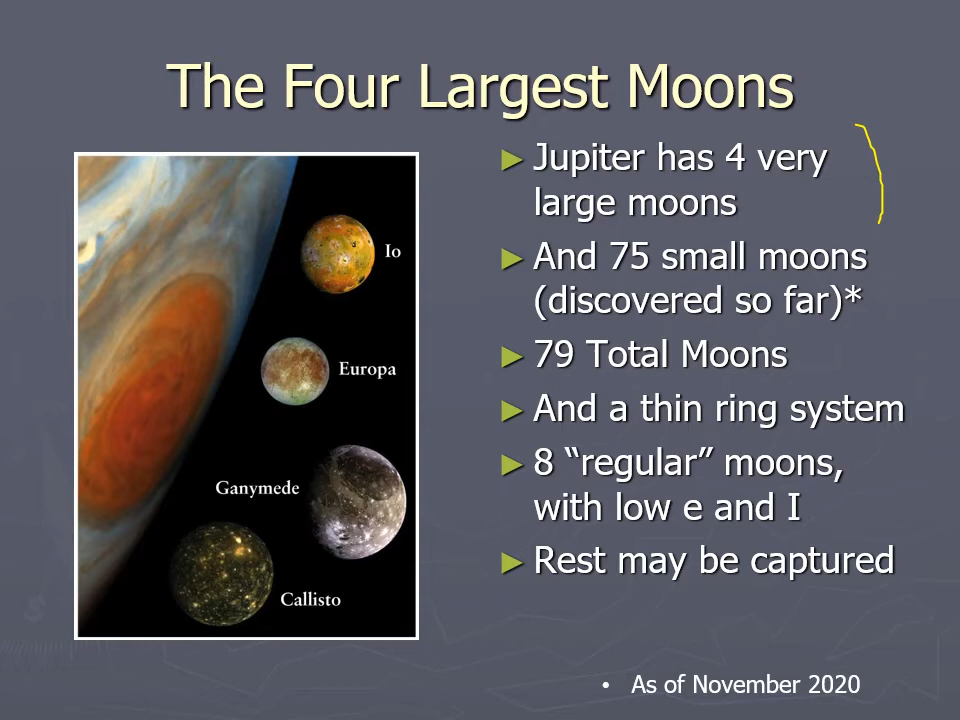 The Four Largest Moons
Io
Europa
Ganymede
Callisto
► Jupiter has 4 very
large moons
► And 75 small moons
(discovered so far)*
► 79 Total Moons
► And a thin ring system
► 8 “regular” moons,
with low e and I
► Rest may be captured
• As of November 2020